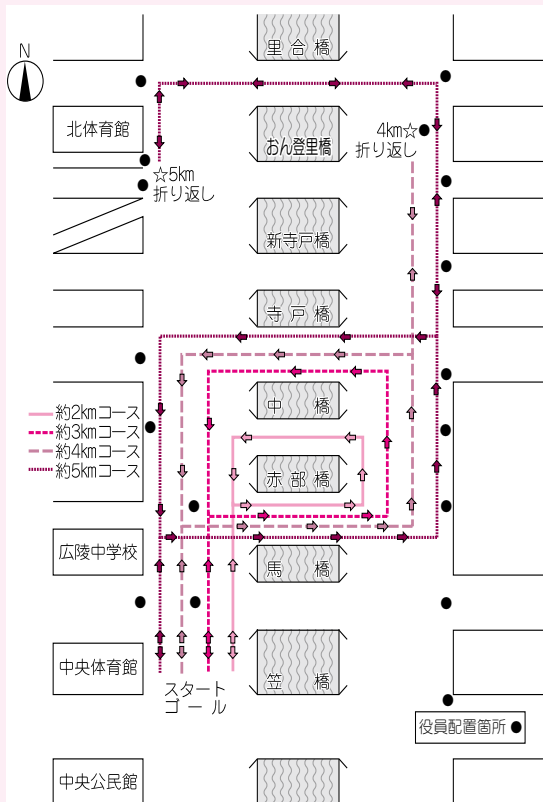 N
里合橋
北体育館
おん登里橋
4km☆
折り返し
☆5km
折り返し
新寺戸橋
寺戸橋
中橋
約2kmコース
約3kmコース
約4kmコース
約5kmコース
赤部橋
広陵中学校
馬橋
中央体育館
スタート
ゴール
笠橋
役員配置箇所●
中央公民館